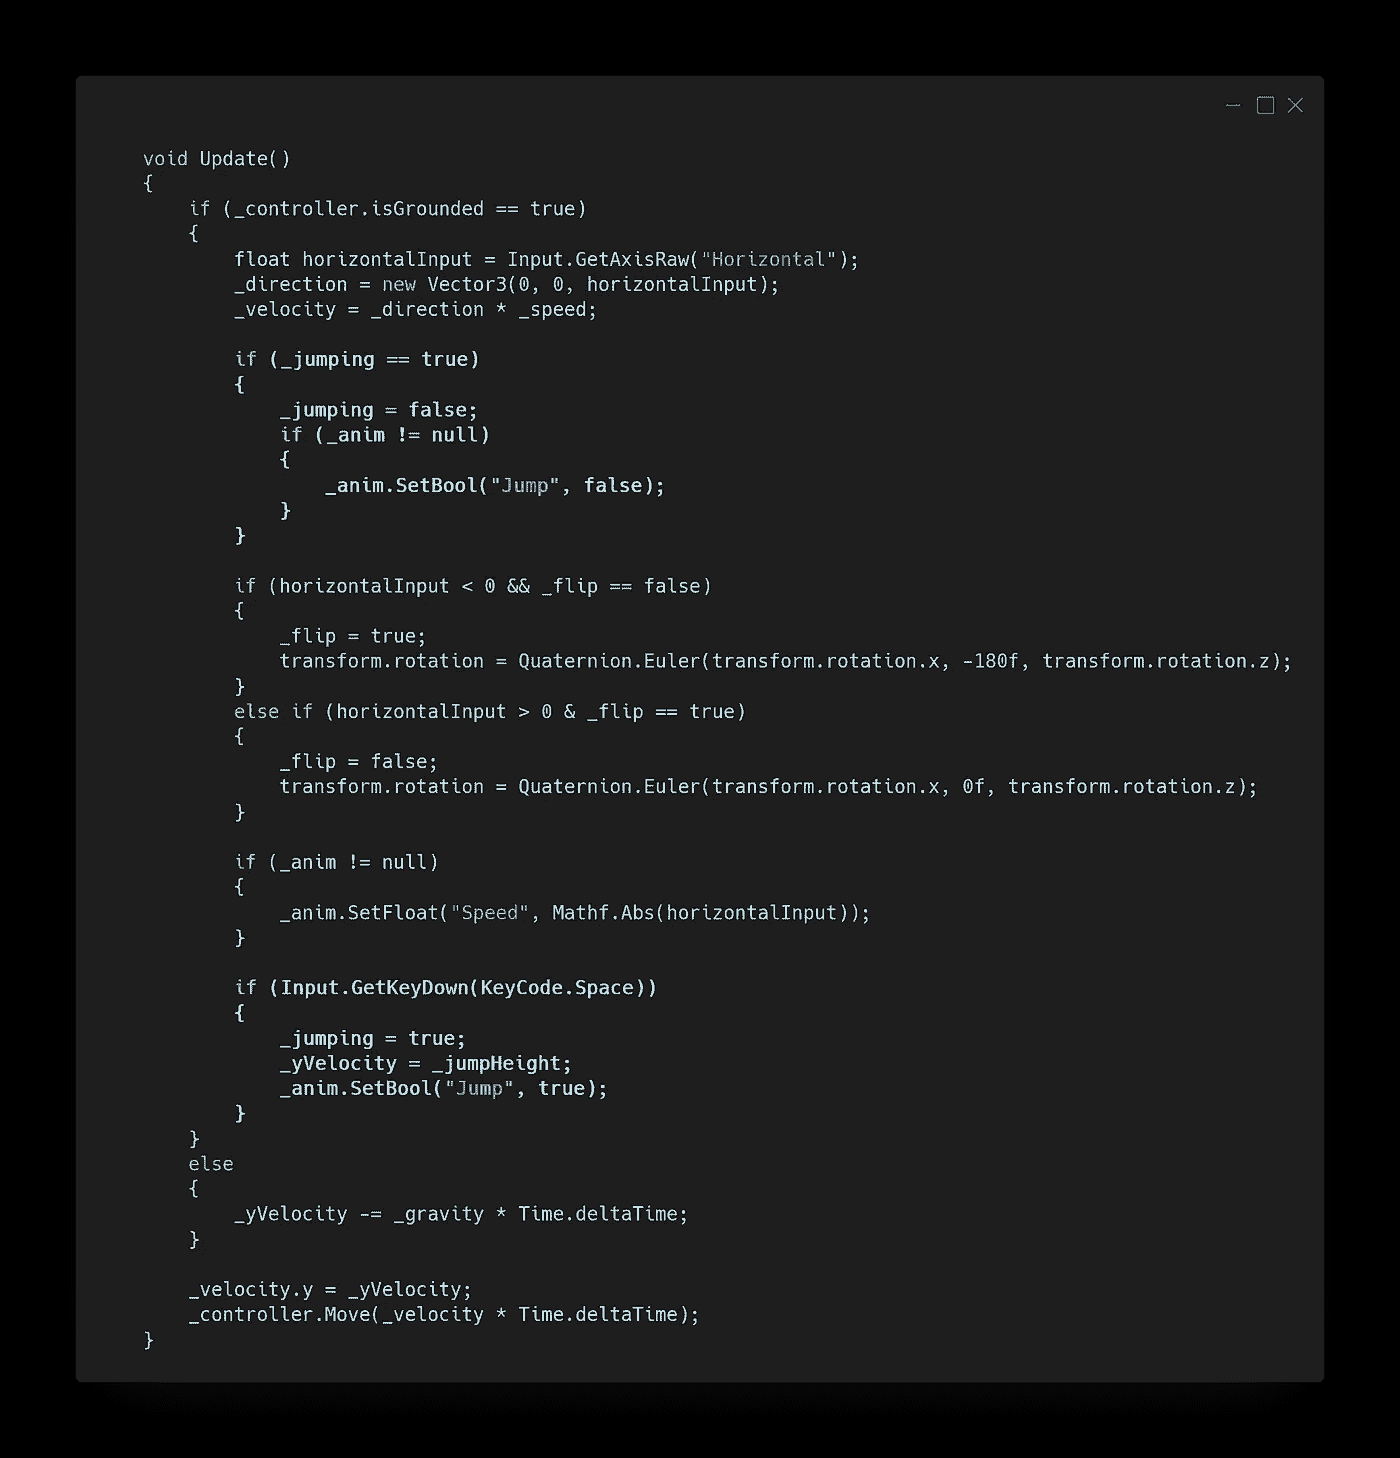 void Update()
{
    if (_controller.isGrounded == true)
    {
        float horizontalInput = Input.GetAxisRaw("Horizontal");
        _direction = new Vector3(0, 0, horizontalInput);
        _velocity = _direction * _speed;

        if (_jumping == true)
        {
            _jumping = false;
            if (_anim != null)
            {
                _anim.SetBool("Jump", false);
            }
        }

        if (horizontalInput < 0 && _flip == false)
        {
            _flip = true;
            transform.rotation = Quaternion.Euler(transform.rotation.x, -180f, transform.rotation.z);
        }
        else if (horizontalInput > 0 & _flip == true)
        {
            _flip = false;
            transform.rotation = Quaternion.Euler(transform.rotation.x, 0f, transform.rotation.z);
        }

        if (_anim != null)
        {
            _anim.SetFloat("Speed", Mathf.Abs(horizontalInput));
        }

        if (Input.GetKeyDown(KeyCode.Space))
        {
            _jumping = true;
            _yVelocity = _jumpHeight;
            _anim.SetBool("Jump", true);
        }
    }
    else
    {
        _yVelocity -= _gravity * Time.deltaTime;
    }

    _velocity.y = _yVelocity;
    _controller.Move(_velocity * Time.deltaTime);
}